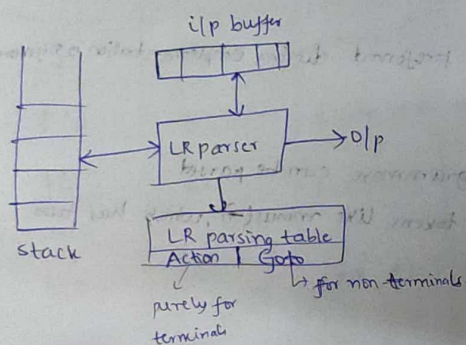 i/p buffer
LR parser
O/p
stack
LR parsing table
Action Goto
purely for
terminals
for non-terminals